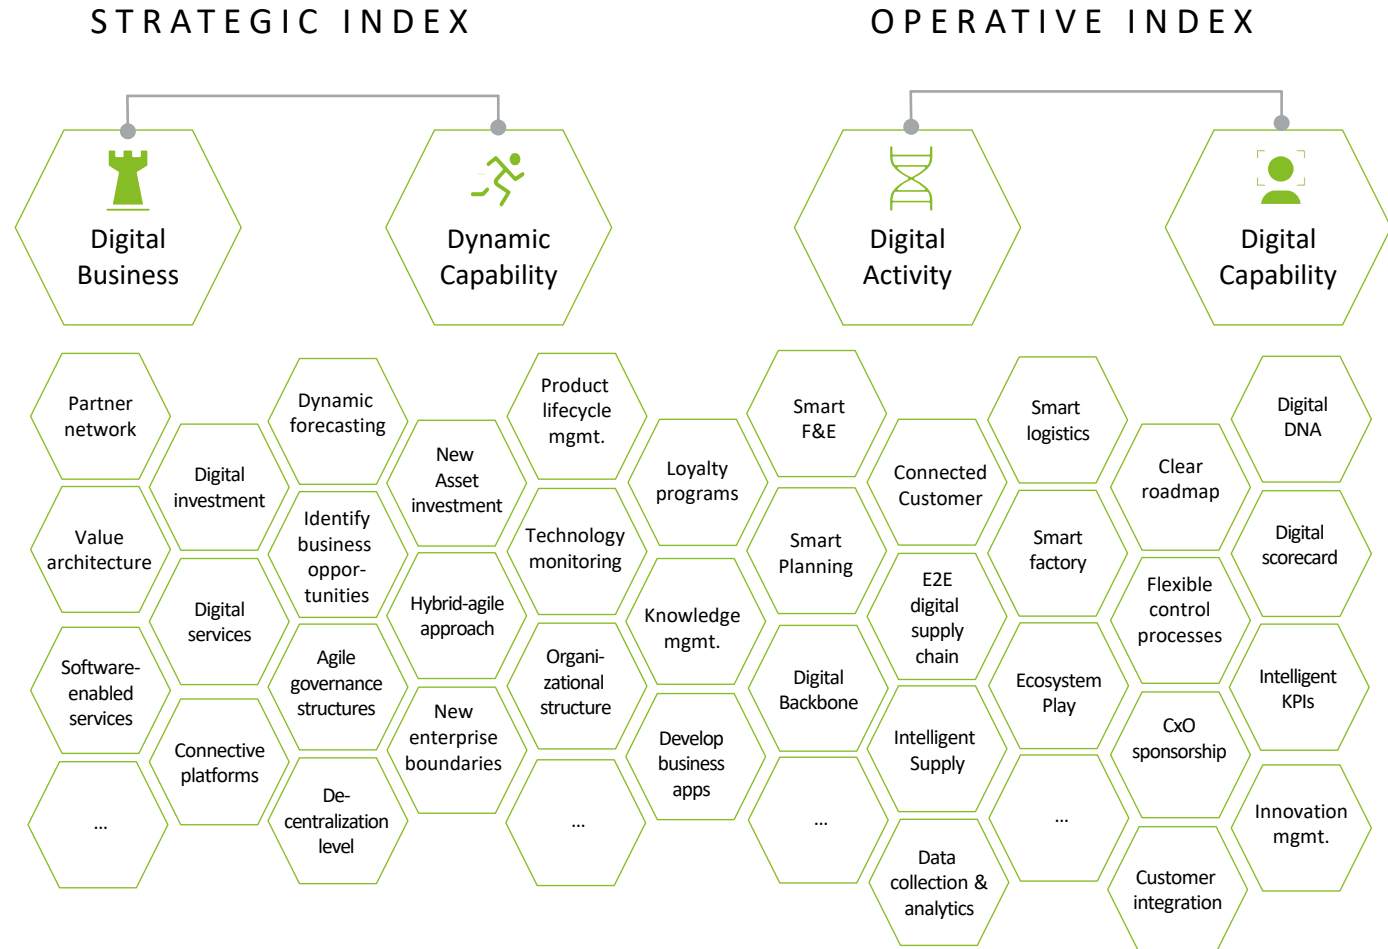 STRATEGIC INDEX
OPERATIVE INDEX
Digital
Business
Dynamic
Capability
Digital
Activity
Digital
Capability
Partner
network
Value
architecture
Software-
enabled
services
...
Digital
investment
Digital
services
Connective
platforms
Dynamic
forecasting
Identify
business
oppor-
tunities
Agile
governance
structures
De-
centralization
level
New
Asset
investment
Hybrid-agile
approach
New
enterprise
boundaries
Product
lifecycle
mgmt.
Technology
monitoring
Organi-
zational
structure
...
Loyalty
programs
Knowledge
mgmt.
Develop
business
apps
Smart
F&E
Smart
Planning
Digital
Backbone
...
Connected
Customer
E2E
digital
supply
chain
Intelligent
Supply
Data
collection &
analytics
Smart
logistics
Smart
factory
Ecosystem
Play
...
Clear
roadmap
Flexible
control
processes
CxO
sponsorship
Customer
integration
Digital
DNA
Digital
scorecard
Intelligent
KPIs
Innovation
mgmt.